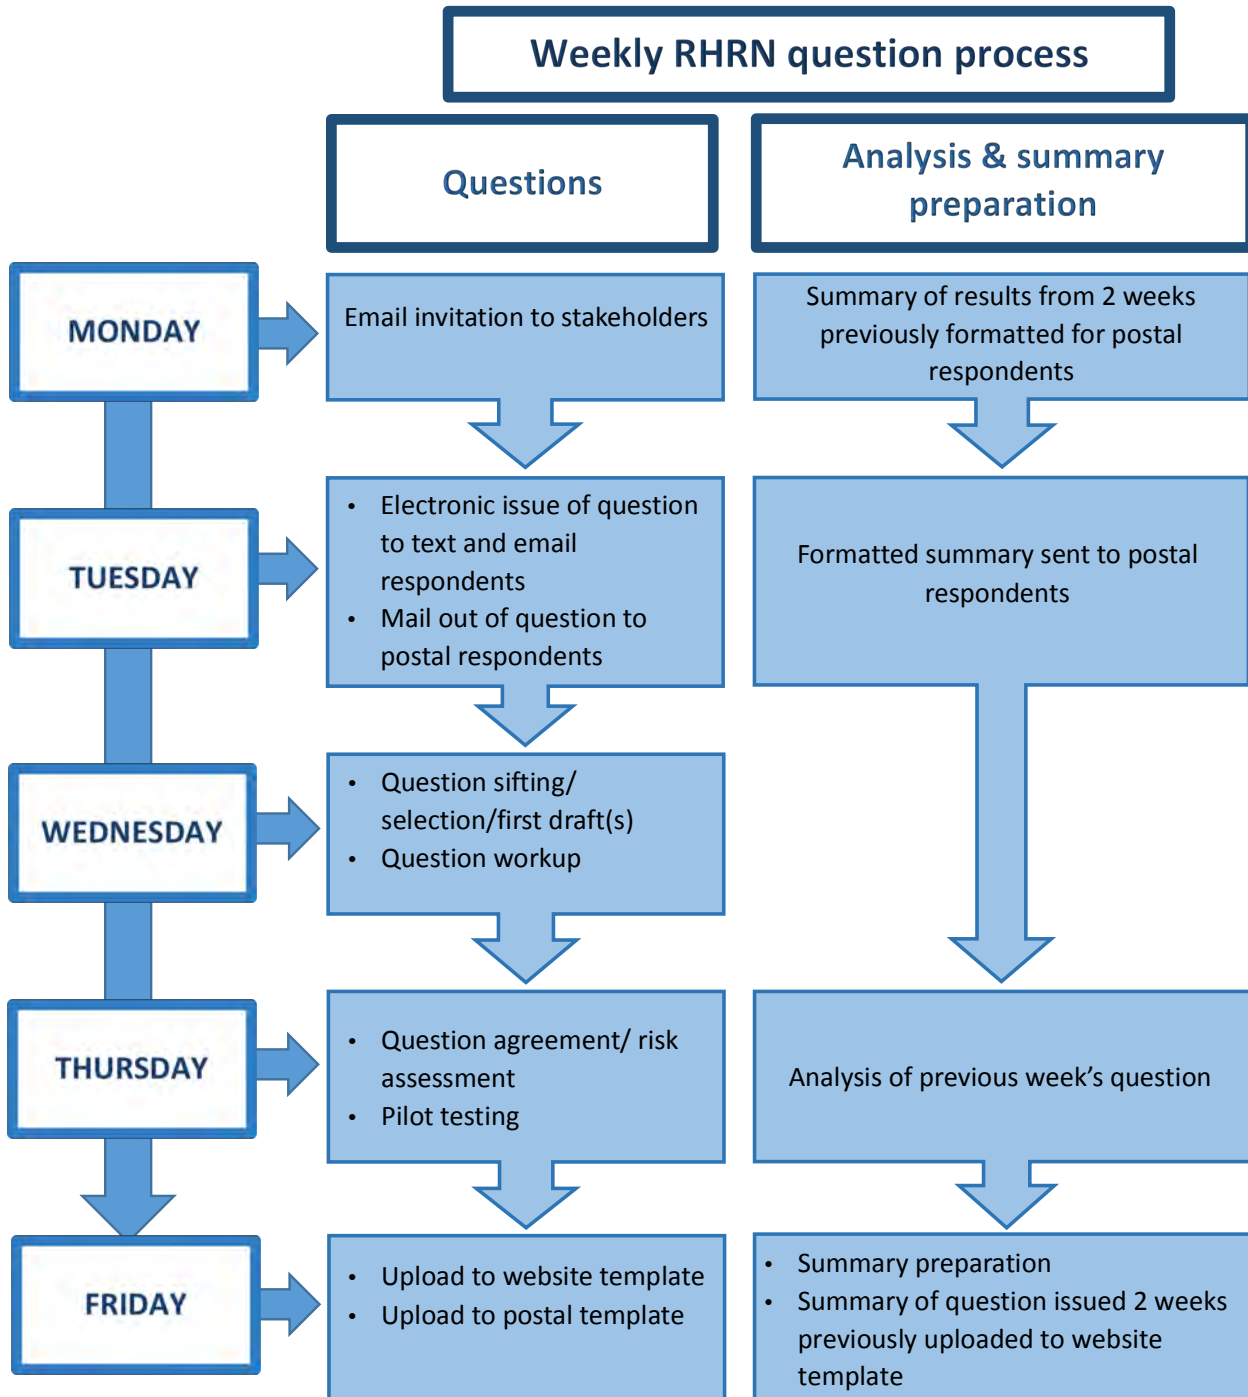 Weekly RHRN question process
Questions
Analysis & summary
preparation
MONDAY
Email invitation to stakeholders
Summary of results from 2 weeks
previously formatted for postal
respondents
TUESDAY
• Electronic issue of question
to text and email
respondents
• Mail out of question to
postal respondents
Formatted summary sent to postal
respondents
WEDNESDAY
• Question sifting/
selection/first draft(s)
• Question workup
THURSDAY
• Question agreement/ risk
assessment
• Pilot testing
Analysis of previous week’s question
FRIDAY
• Upload to website template
• Upload to postal template
• Summary preparation
• Summary of question issued 2 weeks
previously uploaded to website
template